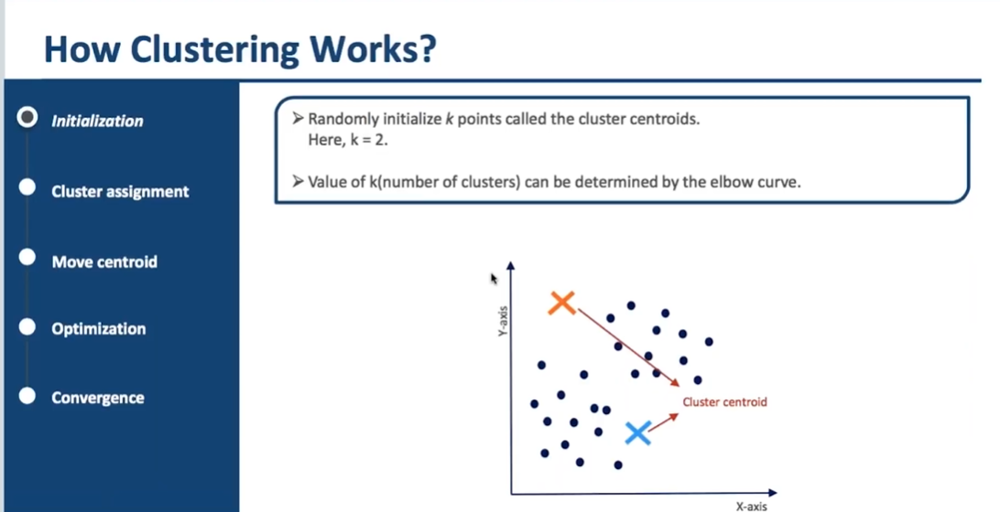 How Clustering Works?
Initialization
Cluster assignment
Move centroid
Optimization
Convergence
➢ Randomly initialize k points called the cluster centroids.
Here, k = 2.
➢ Value of k(number of clusters) can be determined by the elbow curve.
Y-axis
Cluster centroid
X-axis